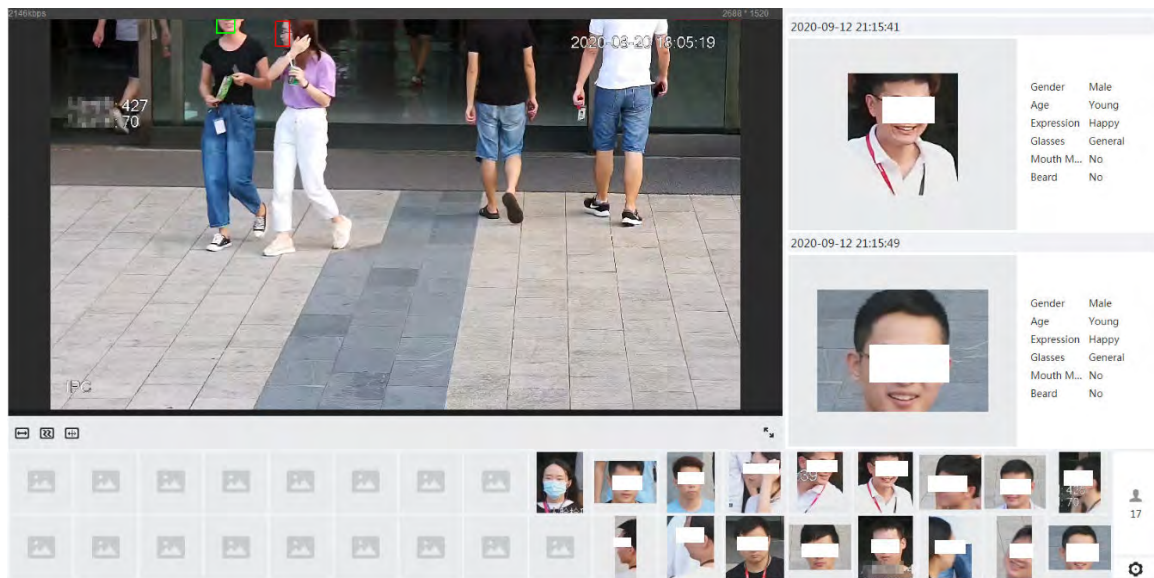 2146kbps
2688 * 1520
2020-08-20 18:05:19
427
70
IPC
2020-09-12 21:15:41
Gender Male
Age Young
Expression Happy
Glasses General
Mouth M... No
Beard No
2020-09-12 21:15:49
Gender Male
Age Young
Expression Happy
Glasses General
Mouth M... No
Beard No
17